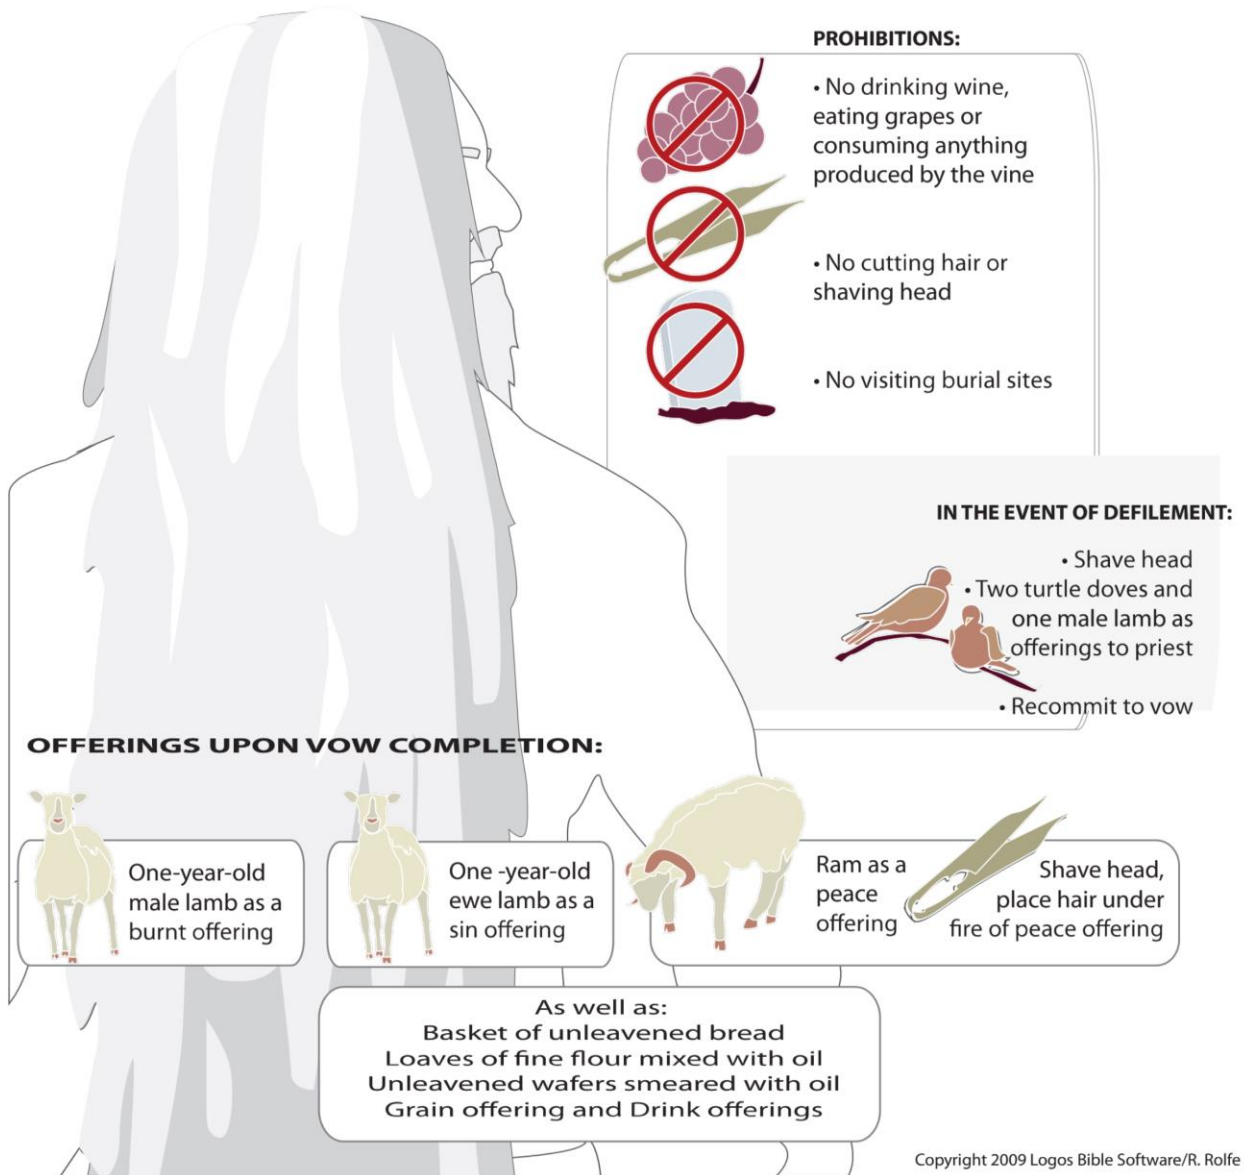 PROHIBITIONS:
• No drinking wine,
eating grapes or
consuming anything
produced by the vine
• No cutting hair or
shaving head
• No visiting burial sites
IN THE EVENT OF DEFILEMENT:
• Shave head
• Two turtle doves and
one male lamb as
offerings to priest
• Recommit to vow
OFFERINGS UPON VOW COMPLETION:
One-year-old
male lamb as a
burnt offering
One -year-old
ewe lamb as a
sin offering
Ram as a
peace
offering
Shave head,
place hair under
fire of peace offering
As well as:
Basket of unleavened bread
Loaves of fine flour mixed with oil
Unleavened wafers smeared with oil
Grain offering and Drink offerings
Copyright 2009 Logos Bible Software/R. Rolfe